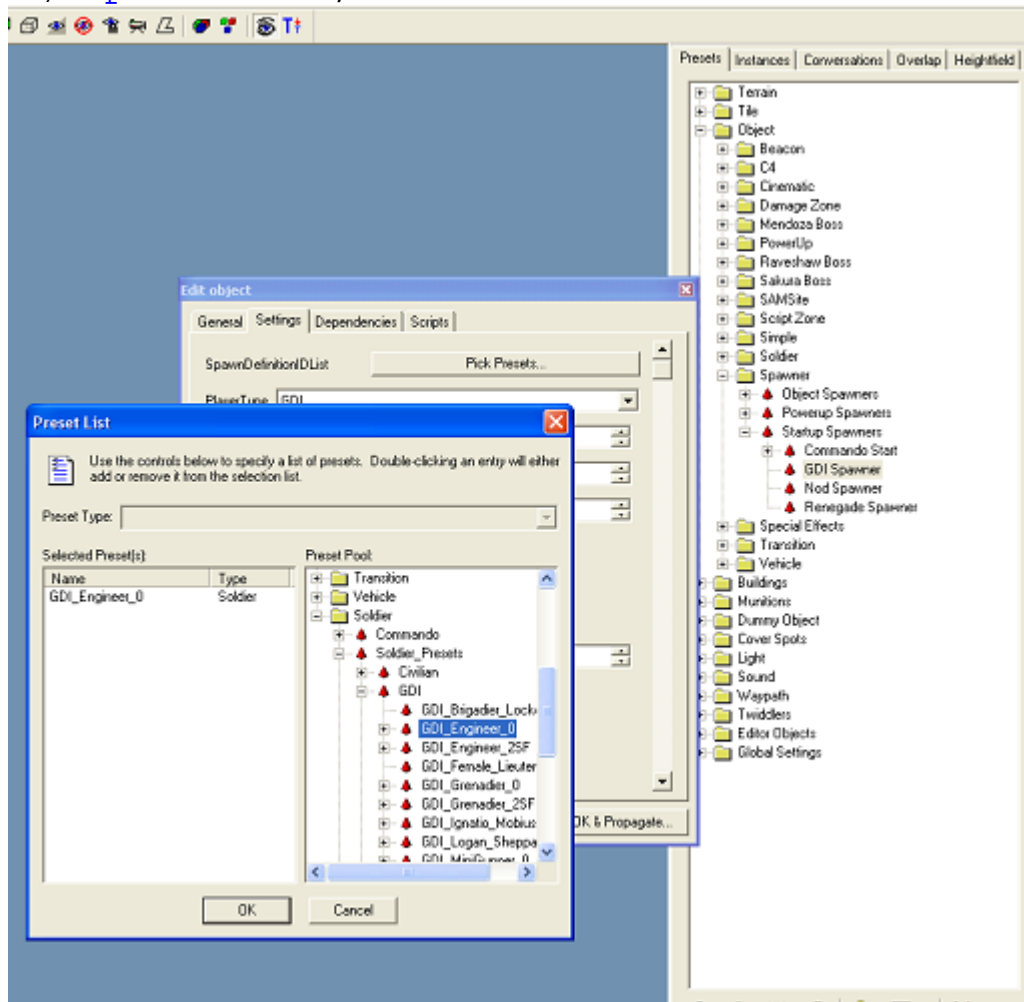 Presets Instances Conversations Overlap Heightfield
Terrain
Tile
Object
Beacon
C4
Cinematic
Damage Zone
Mendoza Boss
PowerUp
Raveshaw Boss
Sakura Boss
SAMSite
Script Zone
Simple
Soldier
Spawner
Object Spawners
Powerup Spawners
Startup Spawners
Commando Start
GDI Spawner
Nod Spawner
Renegade Spawner
Special Effects
Transition
Vehicle
Buildings
Munitions
Dummy Object
Cover Spots
Light
Sound
Waypath
Twiddlers
Editor Objects
Global Settings
Edit object
General Settings Dependencies Scripts
SpawnDefinitionIDList Pick Presets...
PlayerType GDI
OK & Propagate...
Preset List
Use the controls below to specify a list of presets. Double-clicking an entry will either
add or remove it from the selection list.
Preset Type:
Selected Preset(s): Preset Pool:
Name Type
GDI_Engineer_0 Soldier
Transition
Vehicle
Soldier
Commando
Soldier_Presets
Civilian
GDI
GDI_Brigadier_Lock
GDI_Engineer_0
GDI_Engineer_2SF
GDI_Female_Lieuter
GDI_Grenadier_0
GDI_Grenadier_2SF
GDI_Ignatio_Mobius
GDI_Logan_Sheppa
GDI_MiniGunner_0
OK Cancel